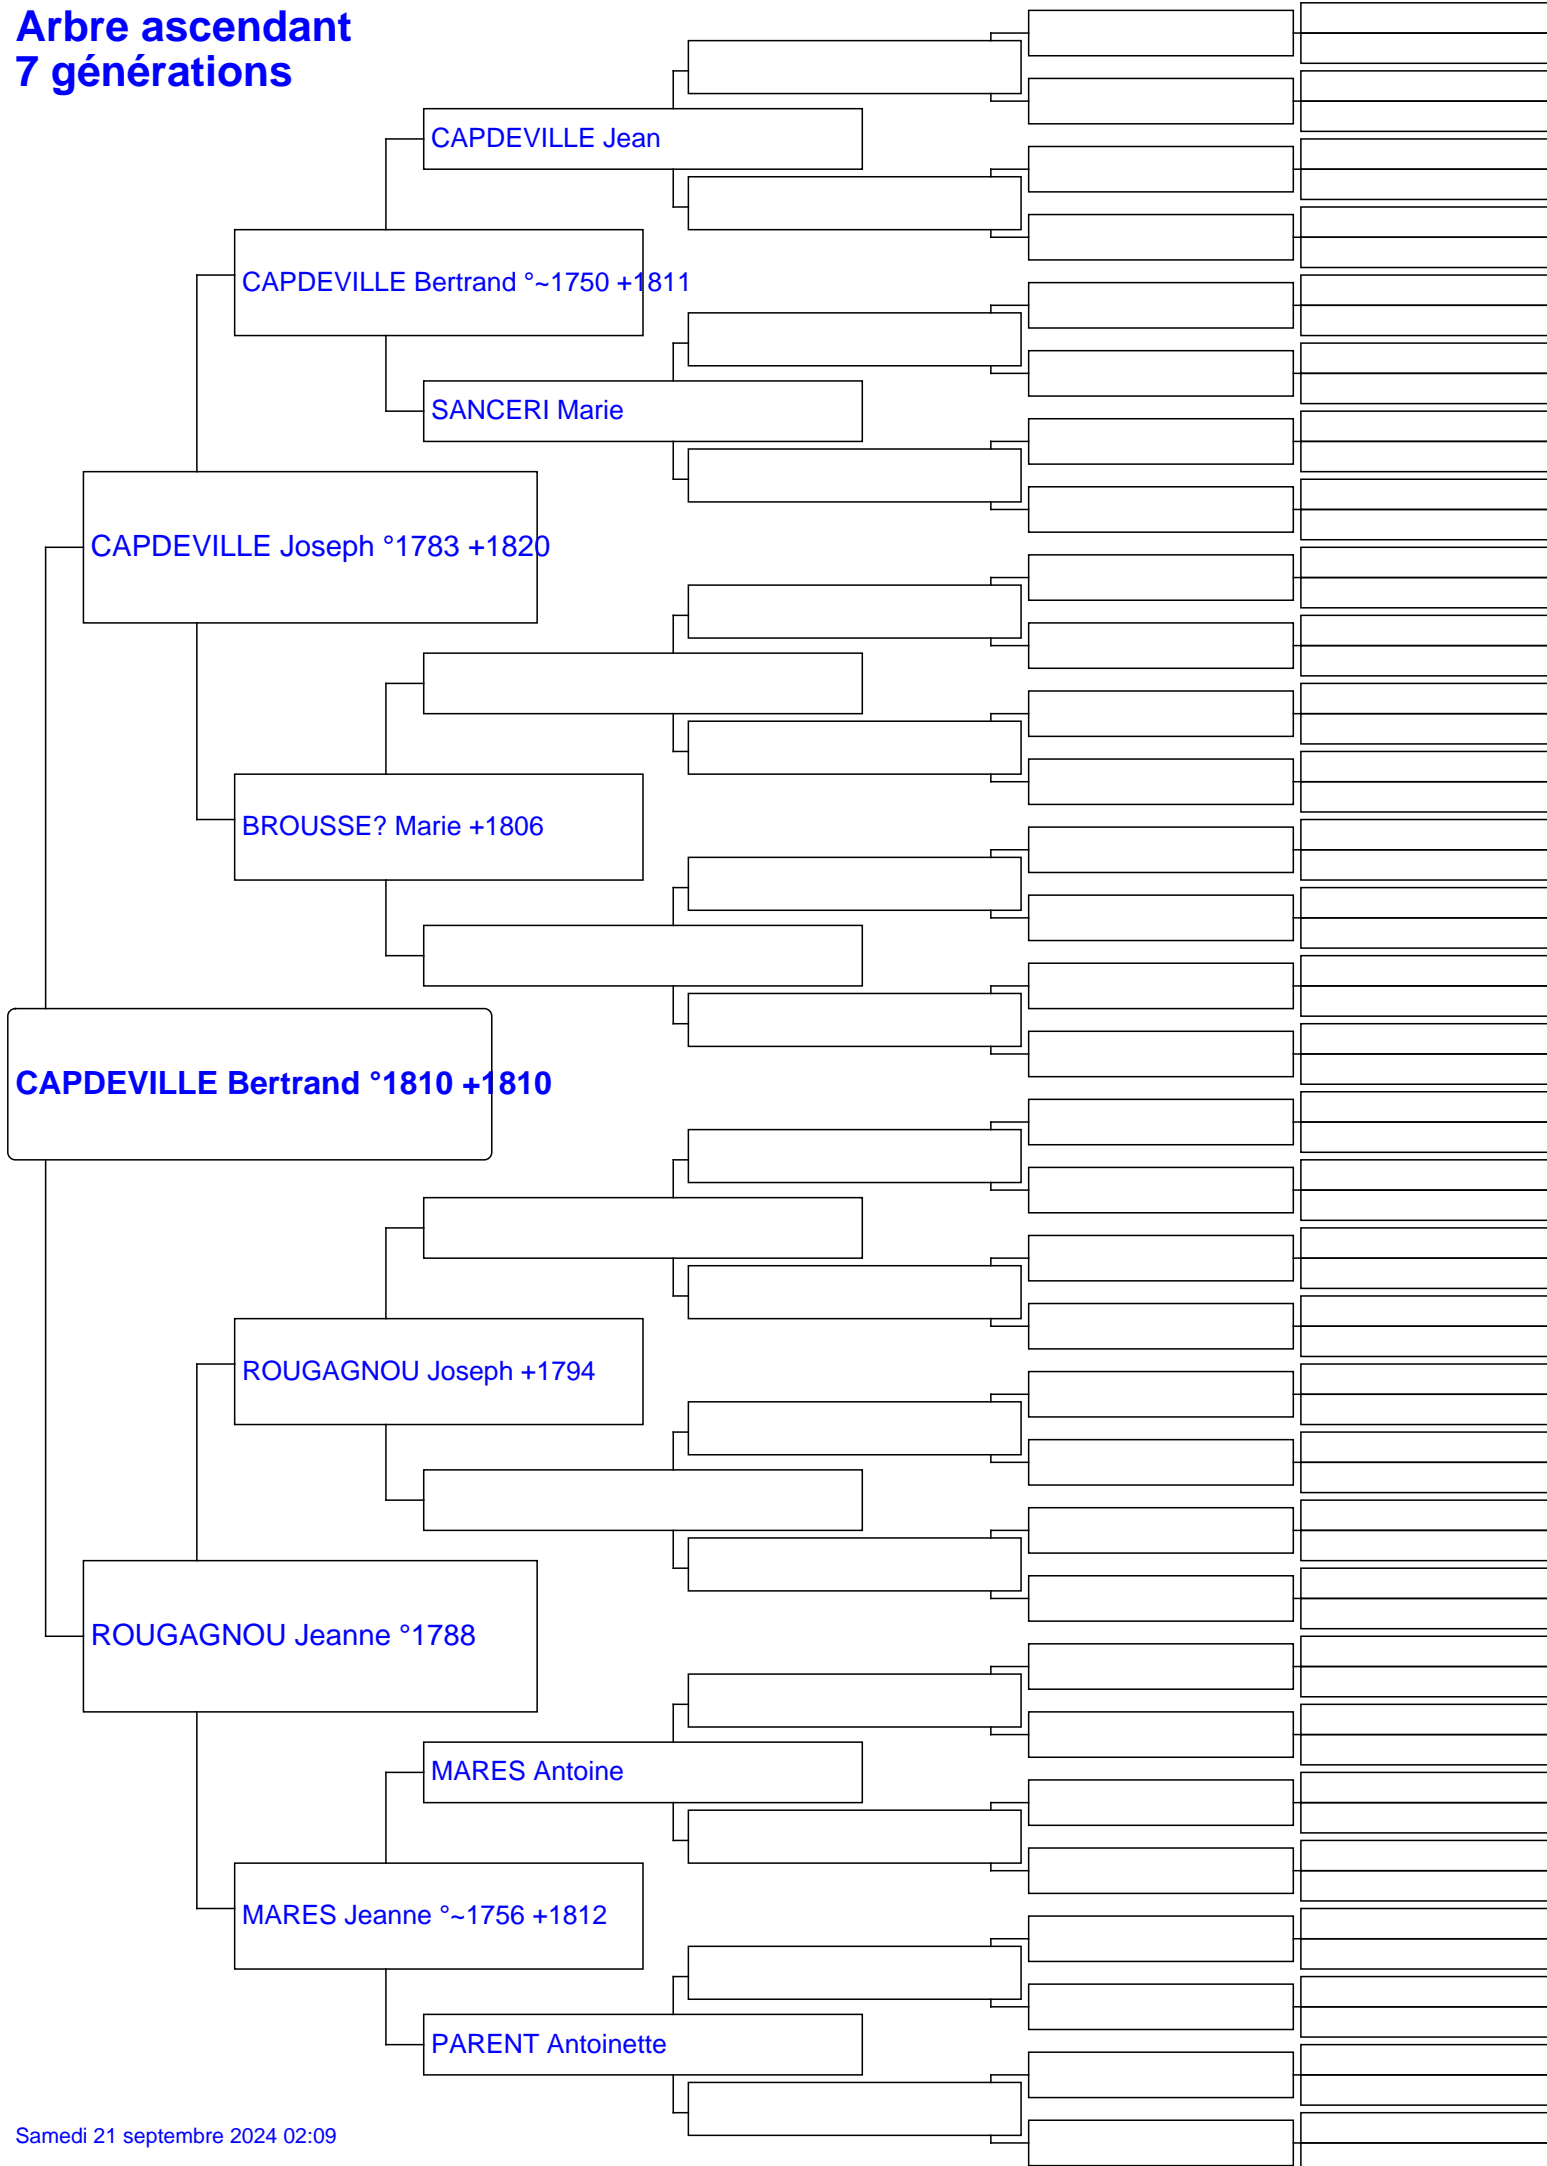 Arbre ascendant
7 générations
CAPDEVILLE Jean
CAPDEVILLE Bertrand °~1750 +1811
SANCERI Marie
CAPDEVILLE Joseph °1783 +1820
BROUSSE? Marie +1806
CAPDEVILLE Bertrand °1810 +1810
ROUGAGNOU Joseph +1794
ROUGAGNOU Jeanne °1788
MARES Antoine
MARES Jeanne °~1756 +1812
PARENT Antoinette
Samedi 21 septembre 2024 02:09